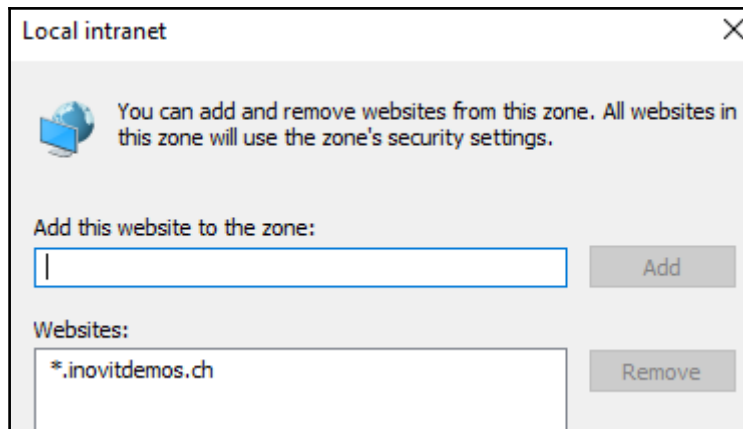 Local intranet
You can add and remove websites from this zone. All websites in
this zone will use the zone's security settings.
Add this website to the zone:
Add
Websites:
*.inovitdemos.ch
Remove